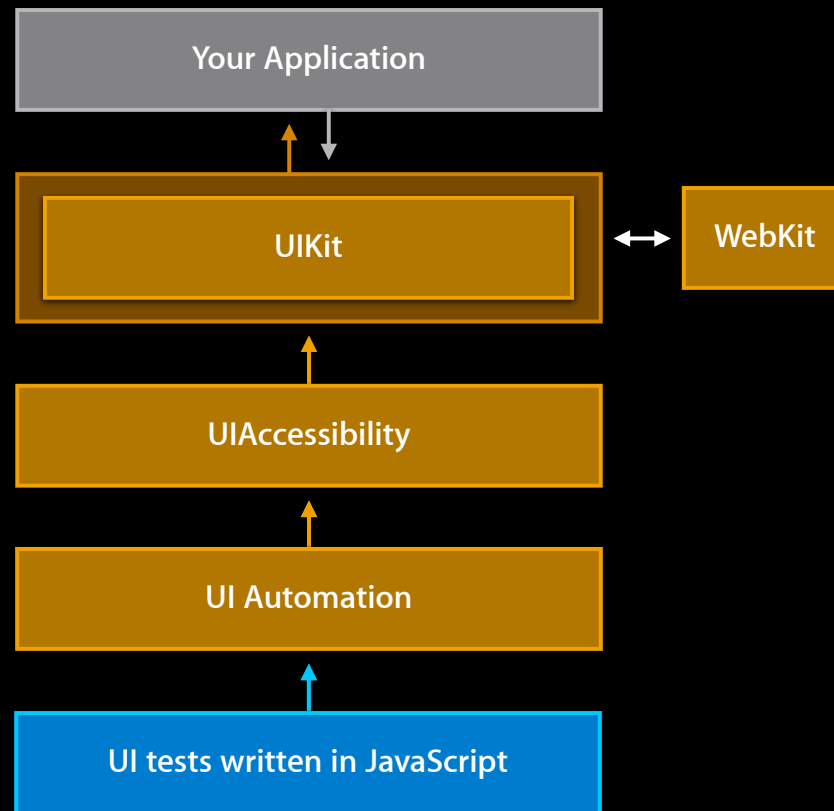 Your Application
UIKit
WebKit
UIAccessibility
UI Automation
UI tests written in JavaScript